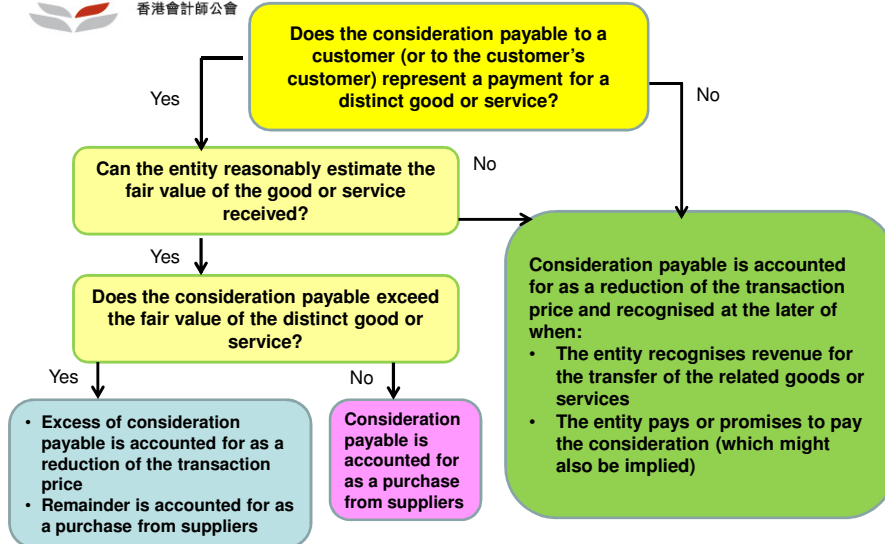 香港會計師公會
Does the consideration payable to a
customer (or to the customer's
customer) represent a payment for a
distinct good or service?
Yes
No
Can the entity reasonably estimate the
fair value of the good or service
received?
No
Yes
Does the consideration payable exceed
the fair value of the distinct good or
service?
Consideration payable is accounted
for as a reduction of the transaction
price and recognised at the later of
when:
• The entity recognises revenue for
the transfer of the related goods or
services
• The entity pays or promises to pay
the consideration (which might
also be implied)
Yes
No
• Excess of consideration
payable is accounted for as a
reduction of the transaction
price
• Remainder is accounted for as
a purchase from suppliers
Consideration
payable is
accounted for
as a purchase
from suppliers